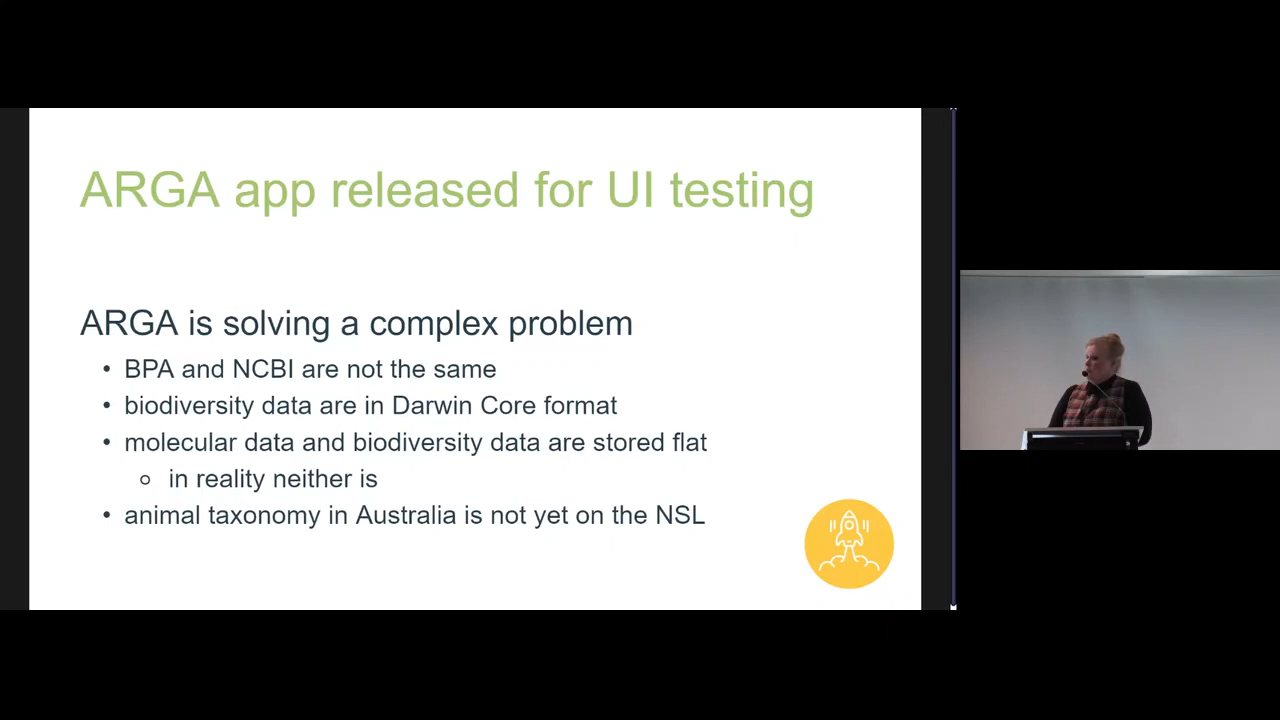 ARGA app released for UI testing
ARGA is solving a complex problem
• BPA and NCBI are not the same
• biodiversity data are in Darwin Core format
• molecular data and biodiversity data are stored flat
○ in reality neither is
• animal taxonomy in Australia is not yet on the NSL